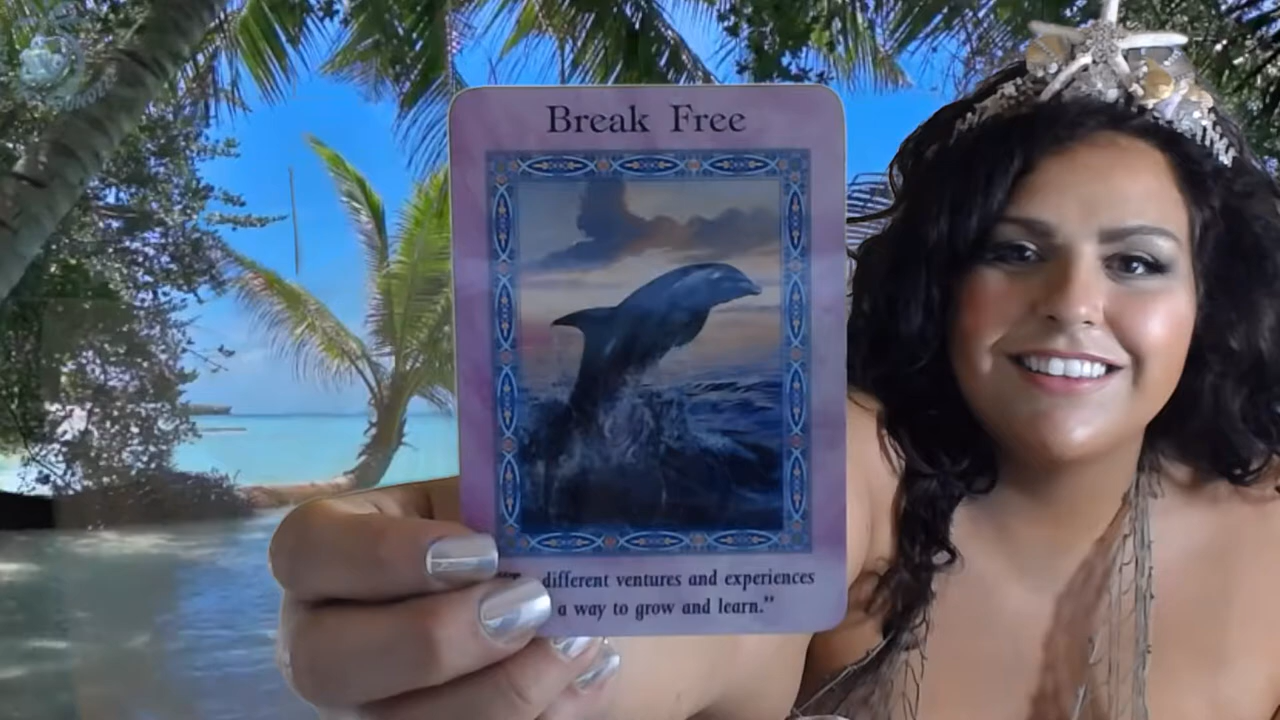 Break Free
different ventures and experiences
a way to grow and learn.”